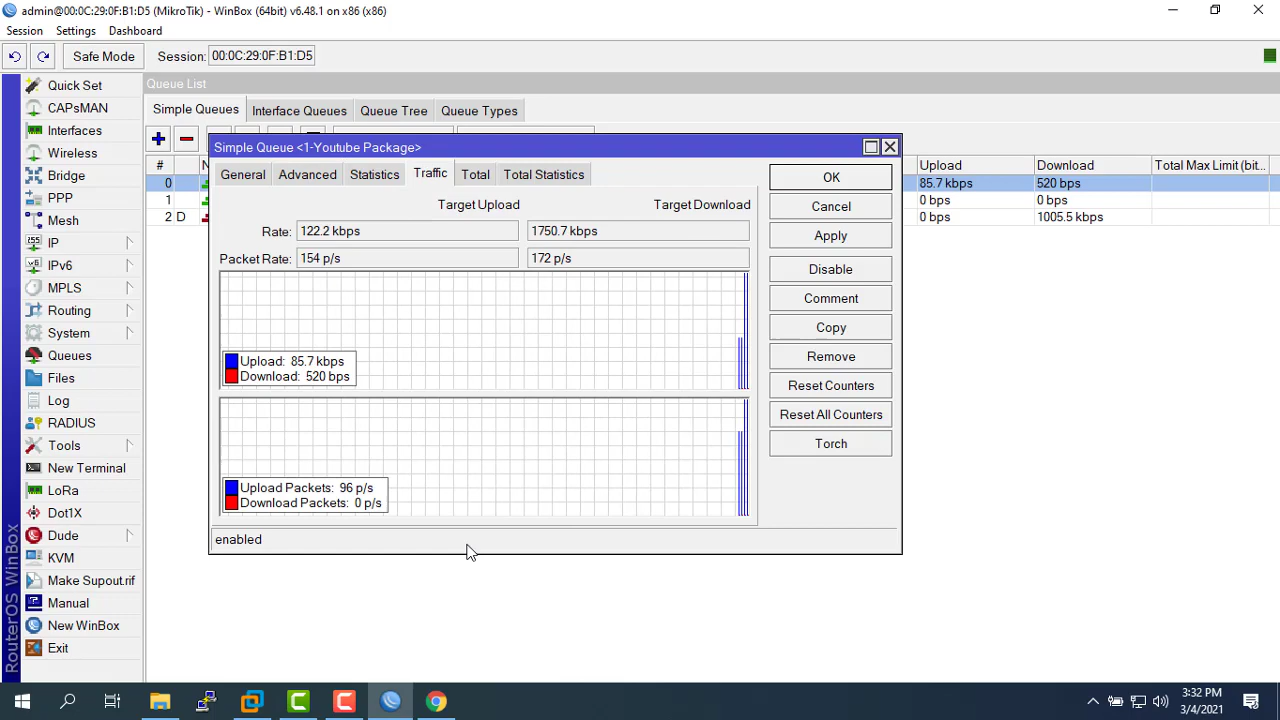 admin@00:0C:29:0F:B1:D5 (MikroTik) - WinBox (64bit) v6.48.1 on x86 (x86)
Session Settings Dashboard
Safe Mode Session: 00:0C:29:0F:B1:D5
Quick Set
CAPsMAN
Interfaces
Wireless
Bridge
PPP
Mesh
IP
IPv6
MPLS
Routing
System
Queues
Files
Log
RADIUS
Tools
New Terminal
LoRa
Dot1X
Dude
KVM
Make Supout.rif
Manual
New WinBox
Exit
RouterOS WinBox
Queue List
Simple Queues Interface Queues Queue Tree Queue Types
# N Upload Download Total Max Limit (bit...
0 85.7 kbps 520 bps
1 0 bps 0 bps
2 D 0 bps 1005.5 kbps
Simple Queue <1-Youtube Package>
General Advanced Statistics Traffic Total Total Statistics
Target Upload Target Download
Rate: 122.2 kbps 1750.7 kbps
Packet Rate: 154 p/s 172 p/s
Upload: 85.7 kbps
Download: 520 bps
Upload Packets: 96 p/s
Download Packets: 0 p/s
enabled
OK
Cancel
Apply
Disable
Comment
Copy
Remove
Reset Counters
Reset All Counters
Torch
3:32 PM
3/4/2021